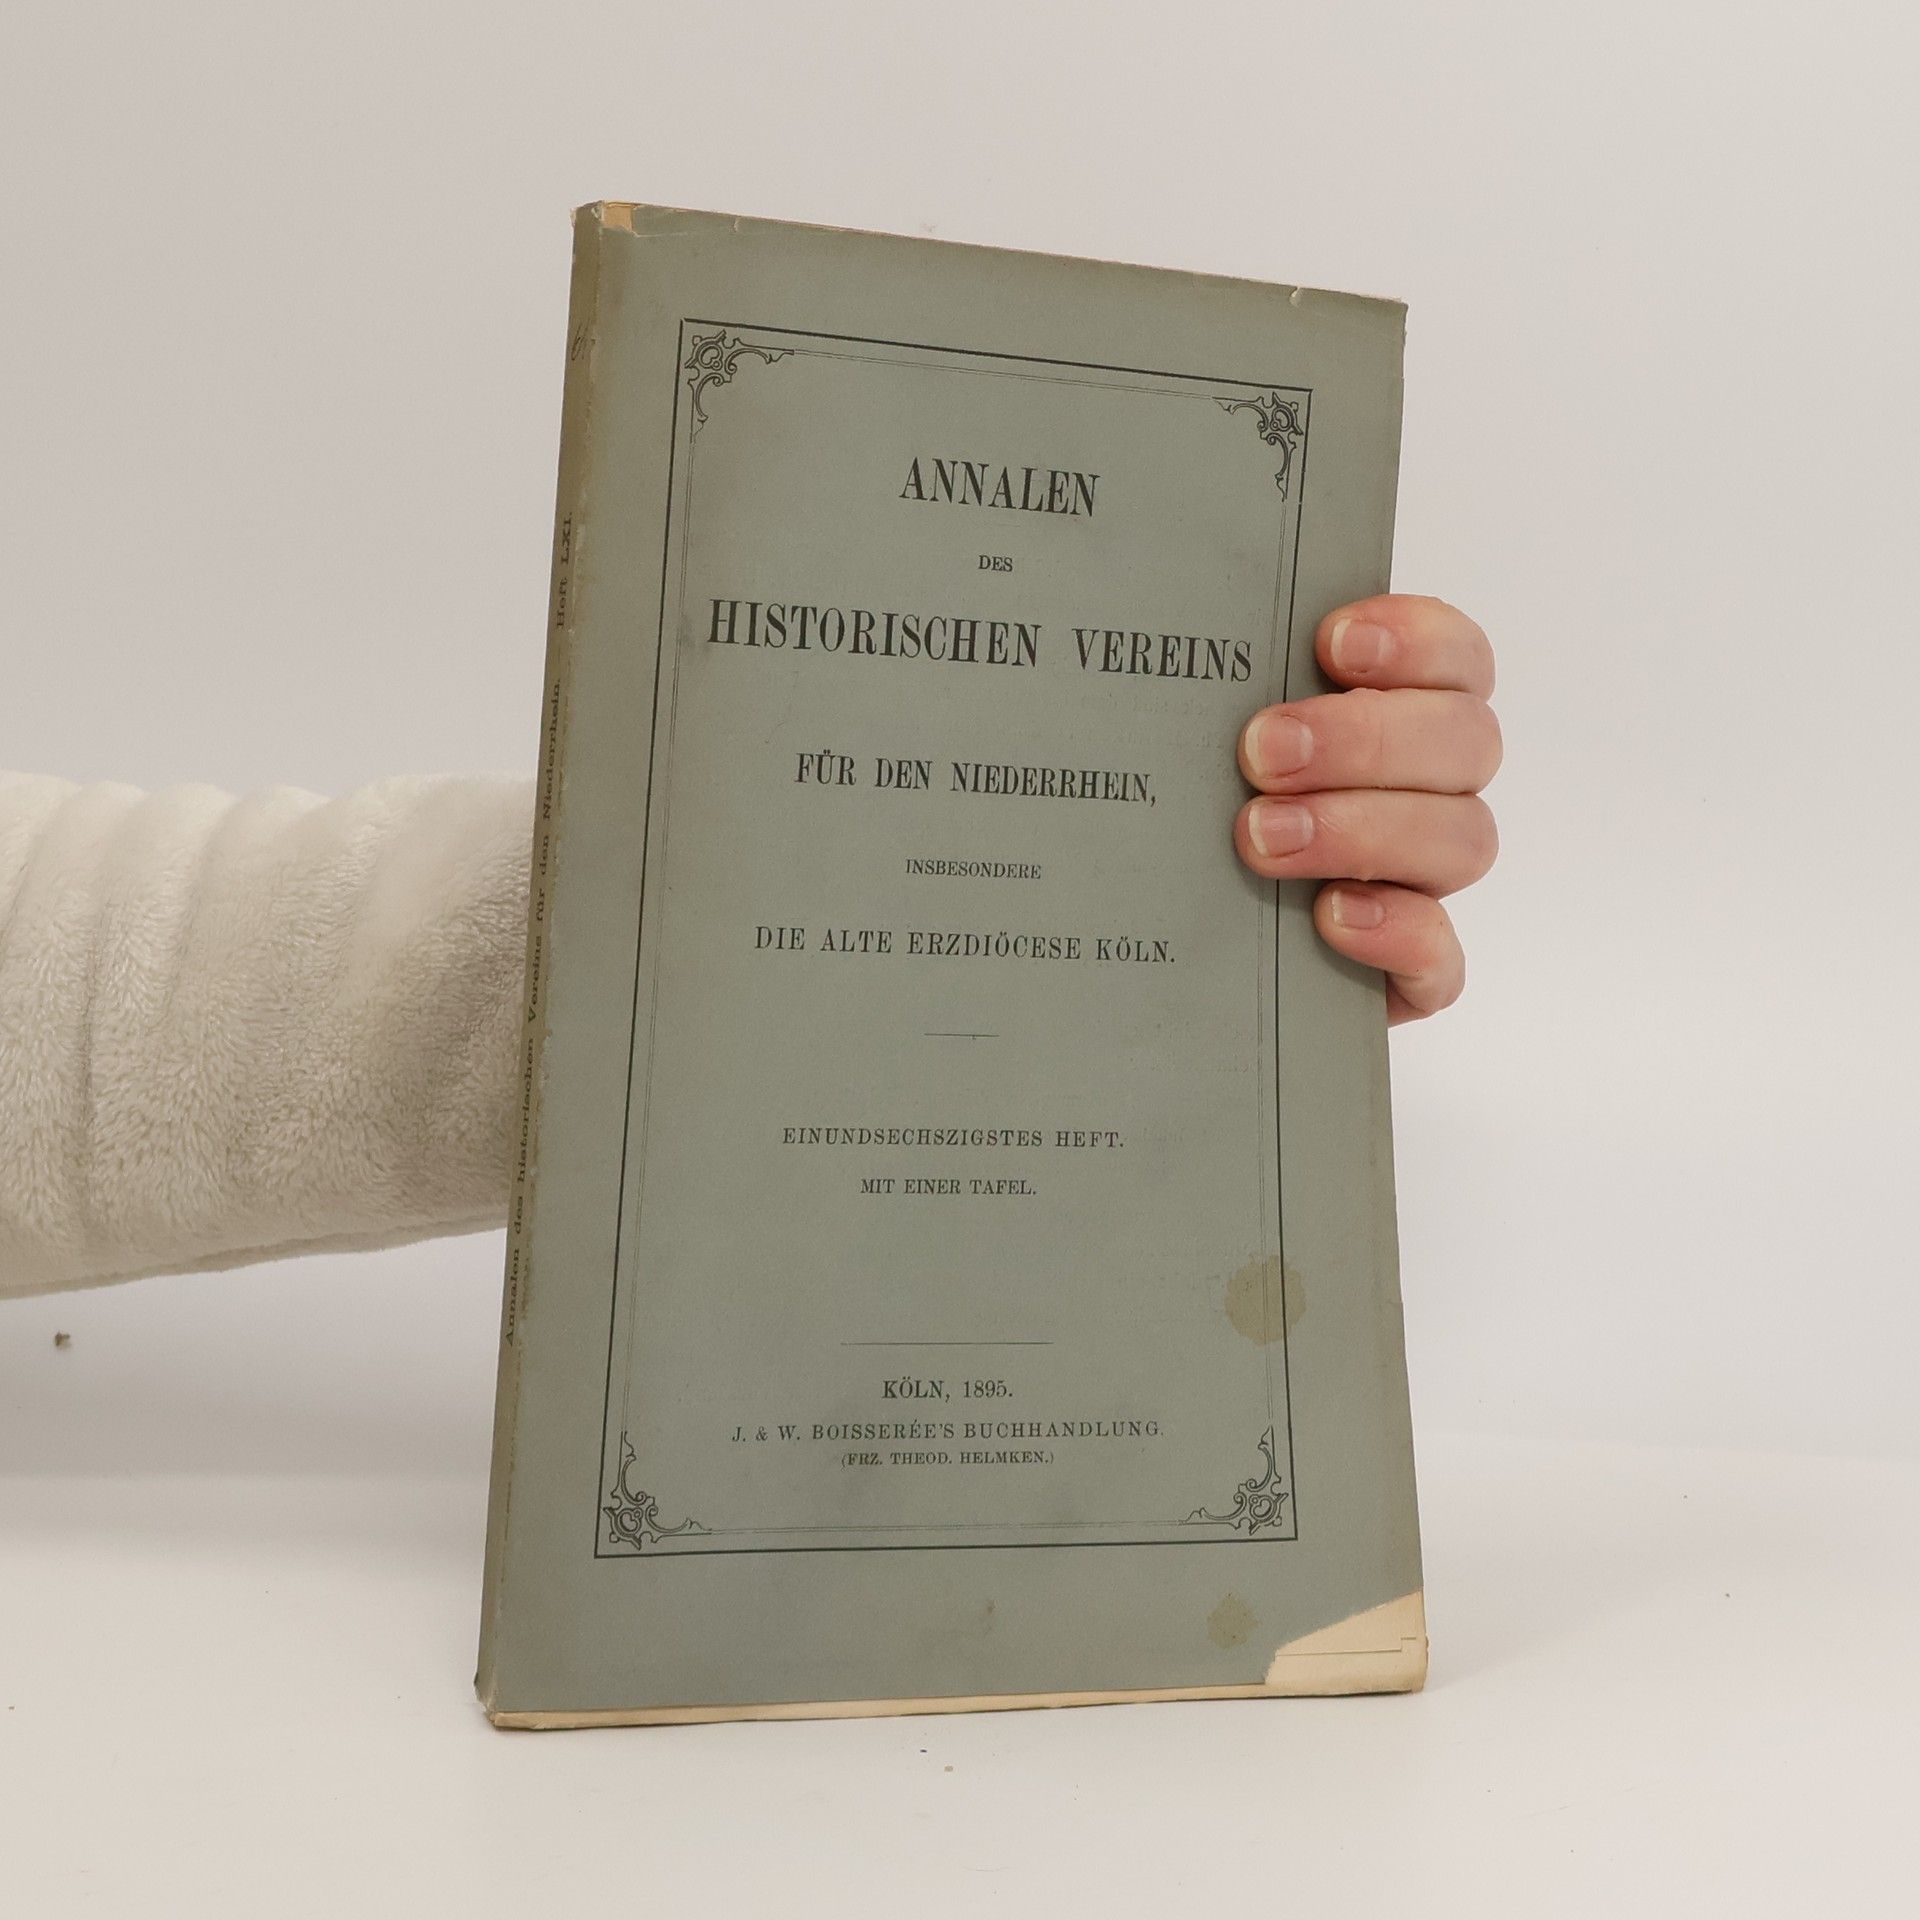 ANNALEN
DES
HISTORISCHEN VEREINS
FÜR DEN NIEDERRHEIN,
INSBESONDERE
DIE ALTE ERZDIÖCESE KÖLN.
EINUNDSECHSZIGSTES HEFT.
MIT EINER TAFEL.
KÖLN, 1895.
J. & W. BOISSERÉE'S BUCHHANDLUNG.
(FRZ. THEOD. HELMKEN.)
Annalen des historischen Vereins für den Niederrhein. Heft LXI.